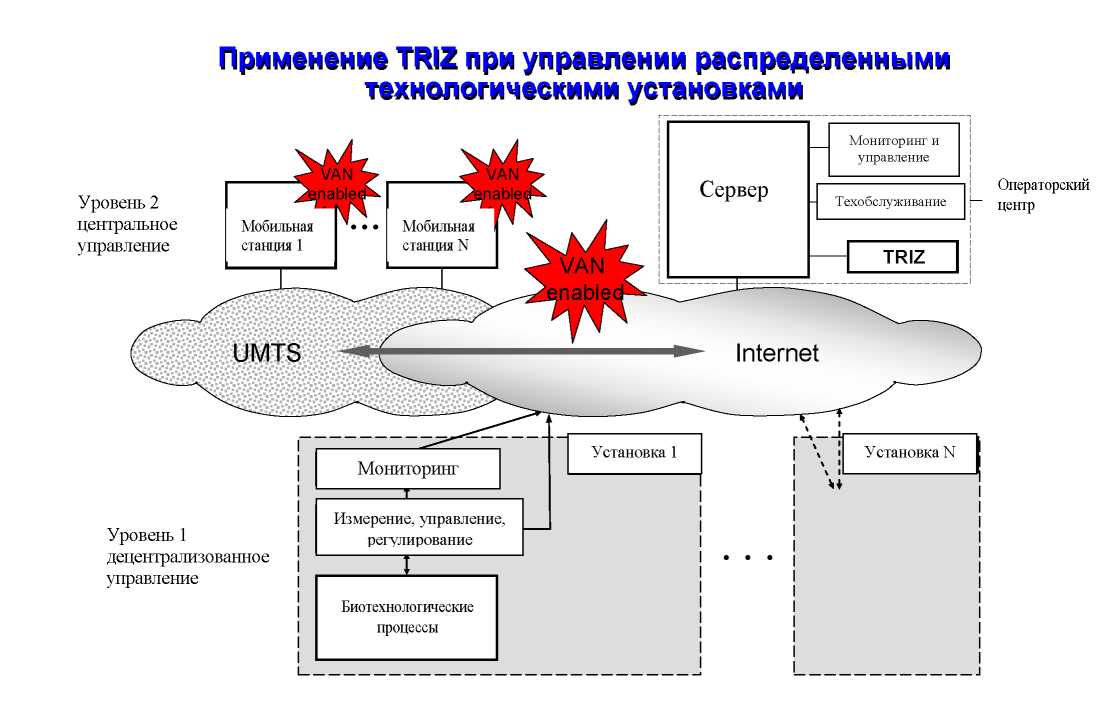 Применение TRIZ при управлении распределенными
технологическими установками
VAN
enabled
VAN
enabled
Уровень 2
центральное
управление
Мобильная
станция 1
...
Мобильная
станция N
Сервер
Мониторинг и
управление
Техобслуживание
TRIZ
Операторский
центр
VAN
enabled
UMTS
Internet
Уровень 1
децентрализованное
управление
Установка 1
Мониторинг
Измерение, управление,
регулирование
Биотехнологические
процессы
. . .
Установка N